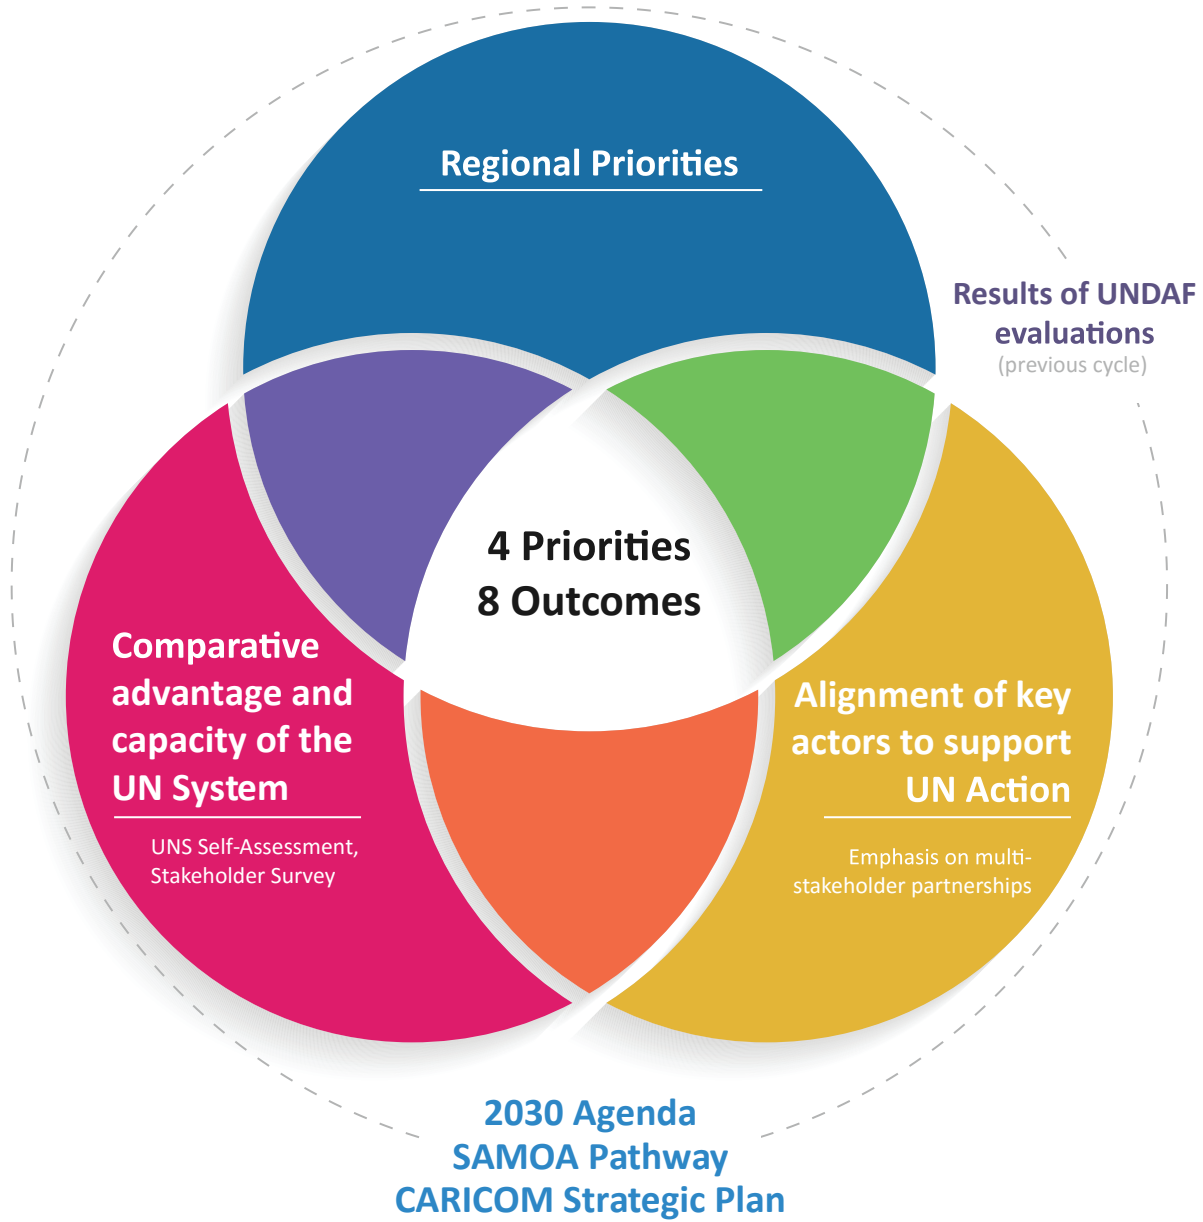 Regional Priorities
Results of UNDAF
evaluations
(previous cycle)
4 Priorities
8 Outcomes
Comparative
advantage and
capacity of the
UN System
UNS Self-Assessment,
Stakeholder Survey
Alignment of key
actors to support
UN Action
Emphasis on multi-
stakeholder partnerships
2030 Agenda
SAMOA Pathway
CARICOM Strategic Plan